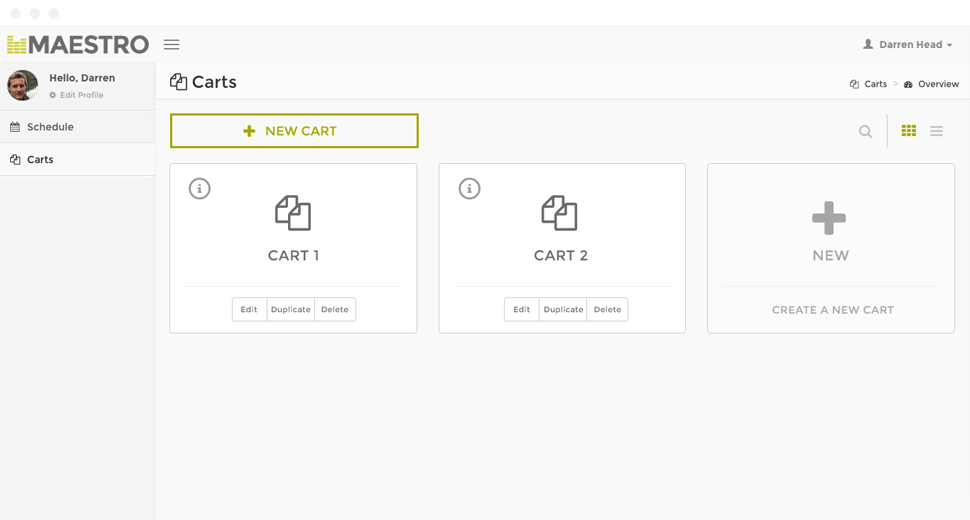 MAESTRO
Darren Head
Hello, Darren
Edit Profile
Schedule
Carts
Carts
Carts > Overview
+ NEW CART
i
CART 1
Edit Duplicate Delete
i
CART 2
Edit Duplicate Delete
NEW
CREATE A NEW CART